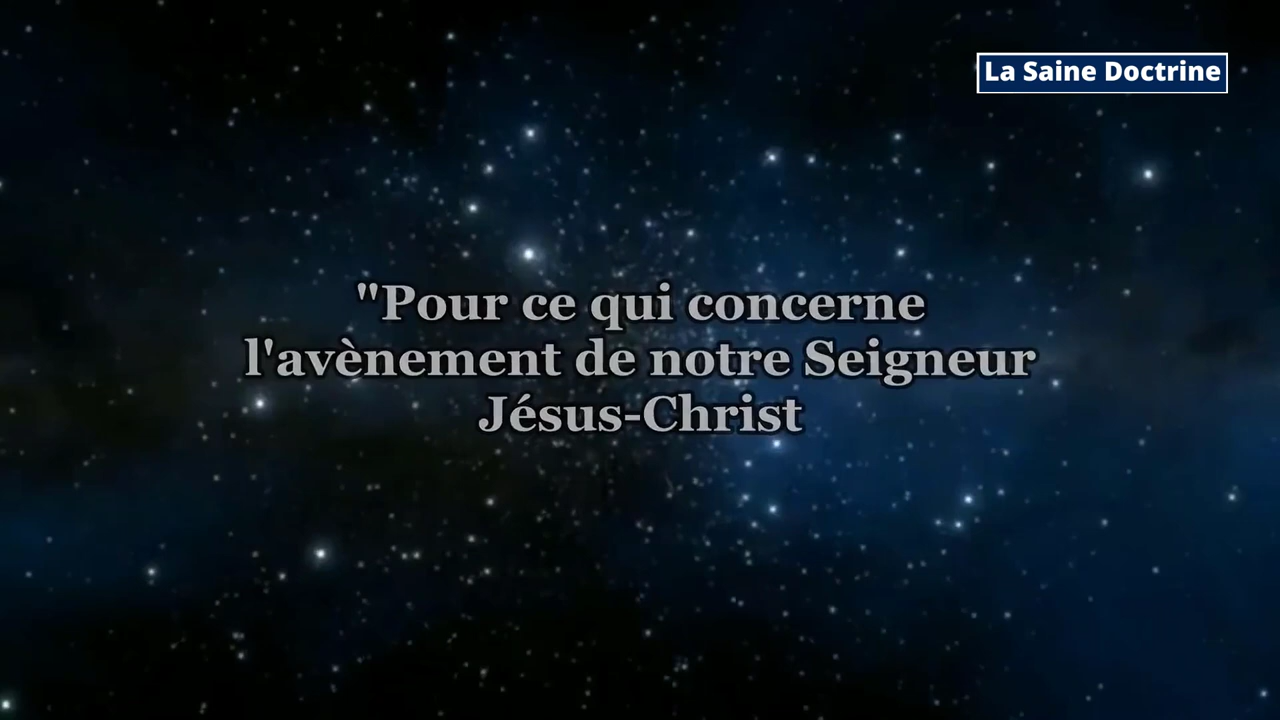 La Saine Doctrine
"Pour ce qui concerne
l'avènement de notre Seigneur
Jésus-Christ